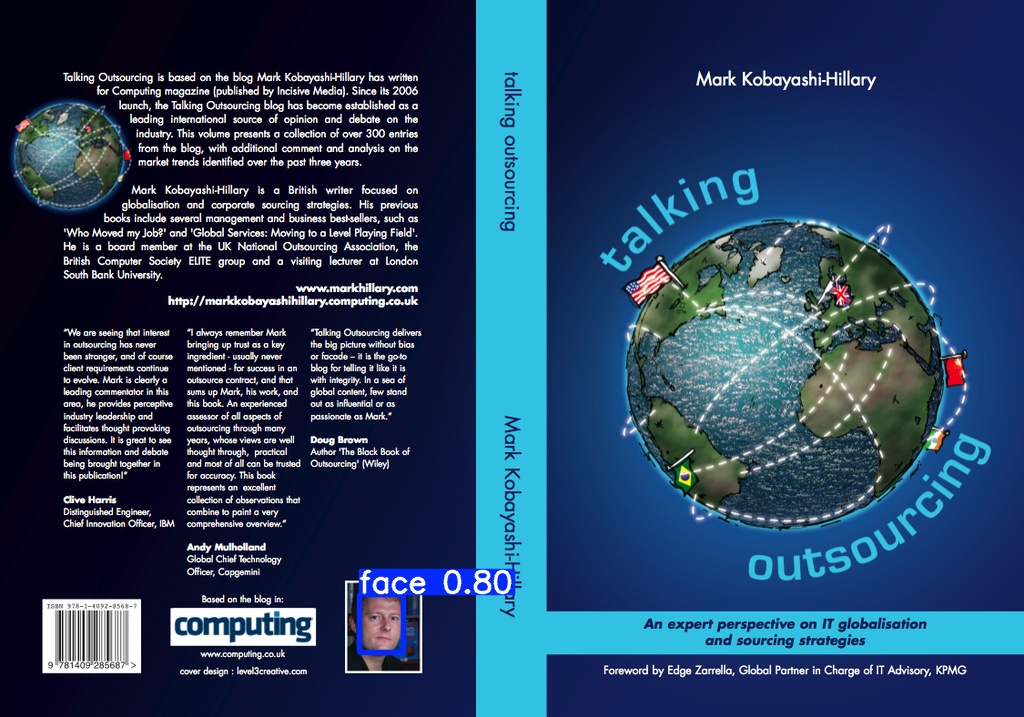 Talking Outsourcing is based on the blog Mark Kobayashi-Hillary has written
for Computing magazine (published by Incisive Media). Since its 2006
launch, the Talking Outsourcing blog has become established as a
leading international source of opinion and debate on the
industry. This volume presents a collection of over 300 entries
from the blog, with additional comment and analysis on the
market trends identified over the past three years.
Mark Kobayashi-Hillary is a British writer focused on
globalisation and corporate sourcing strategies. His previous
books include several management and business best-sellers, such as
'Who Moved my Job?' and 'Global Services: Moving to a Level Playing Field'.
He is a board member at the UK National Outsourcing Association, the
British Computer Society ELITE group and a visiting lecturer at London
South Bank University.
www.markhillary.com
http://markkobayashihillary.computing.co.uk
"We are seeing that interest
in outsourcing has never
been stronger, and of course
client requirements continue
to evolve. Mark is clearly a
leading commentator in this
area, he provides perceptive
industry leadership and
facilitates thought provoking
discussions. It is great to see
this information and debate
being brought together in
this publication!"
Clive Harris
Distinguished Engineer,
Chief Innovation Officer, IBM
"I always remember Mark
bringing up trust as a key
ingredient - usually never
mentioned - for success in an
outsource contract, and that
sums up Mark, his work, and
this book. An experienced
assessor of all aspects of
outsourcing through many
years, whose views are well
thought through, practical
and most of all can be trusted
for accuracy. This book
represents an excellent
collection of observations that
combine to paint a very
comprehensive overview."
Andy Mulholland
Global Chief Technology
Officer, Capgemini
"Talking Outsourcing delivers
the big picture without bias
or facade – it is the go-to
blog for telling it like it is
with integrity. In a sea of
global content, few stand
out as influential or as
passionate as Mark."
Doug Brown
Author 'The Black Book of
Outsourcing' (Wiley)
ISBN 978-1-4092-8568-7
9 781409 285687 >
Based on the blog in:
computing
www.computing.co.uk
cover design : level3creative.com
face 0.80
talking outsourcing
Mark Kobayashi-Hillary
Mark Kobayashi-Hillary
talking
outsourcing
An expert perspective on IT globalisation
and sourcing strategies
Foreword by Edge Zarrella, Global Partner in Charge of IT Advisory, KPMG